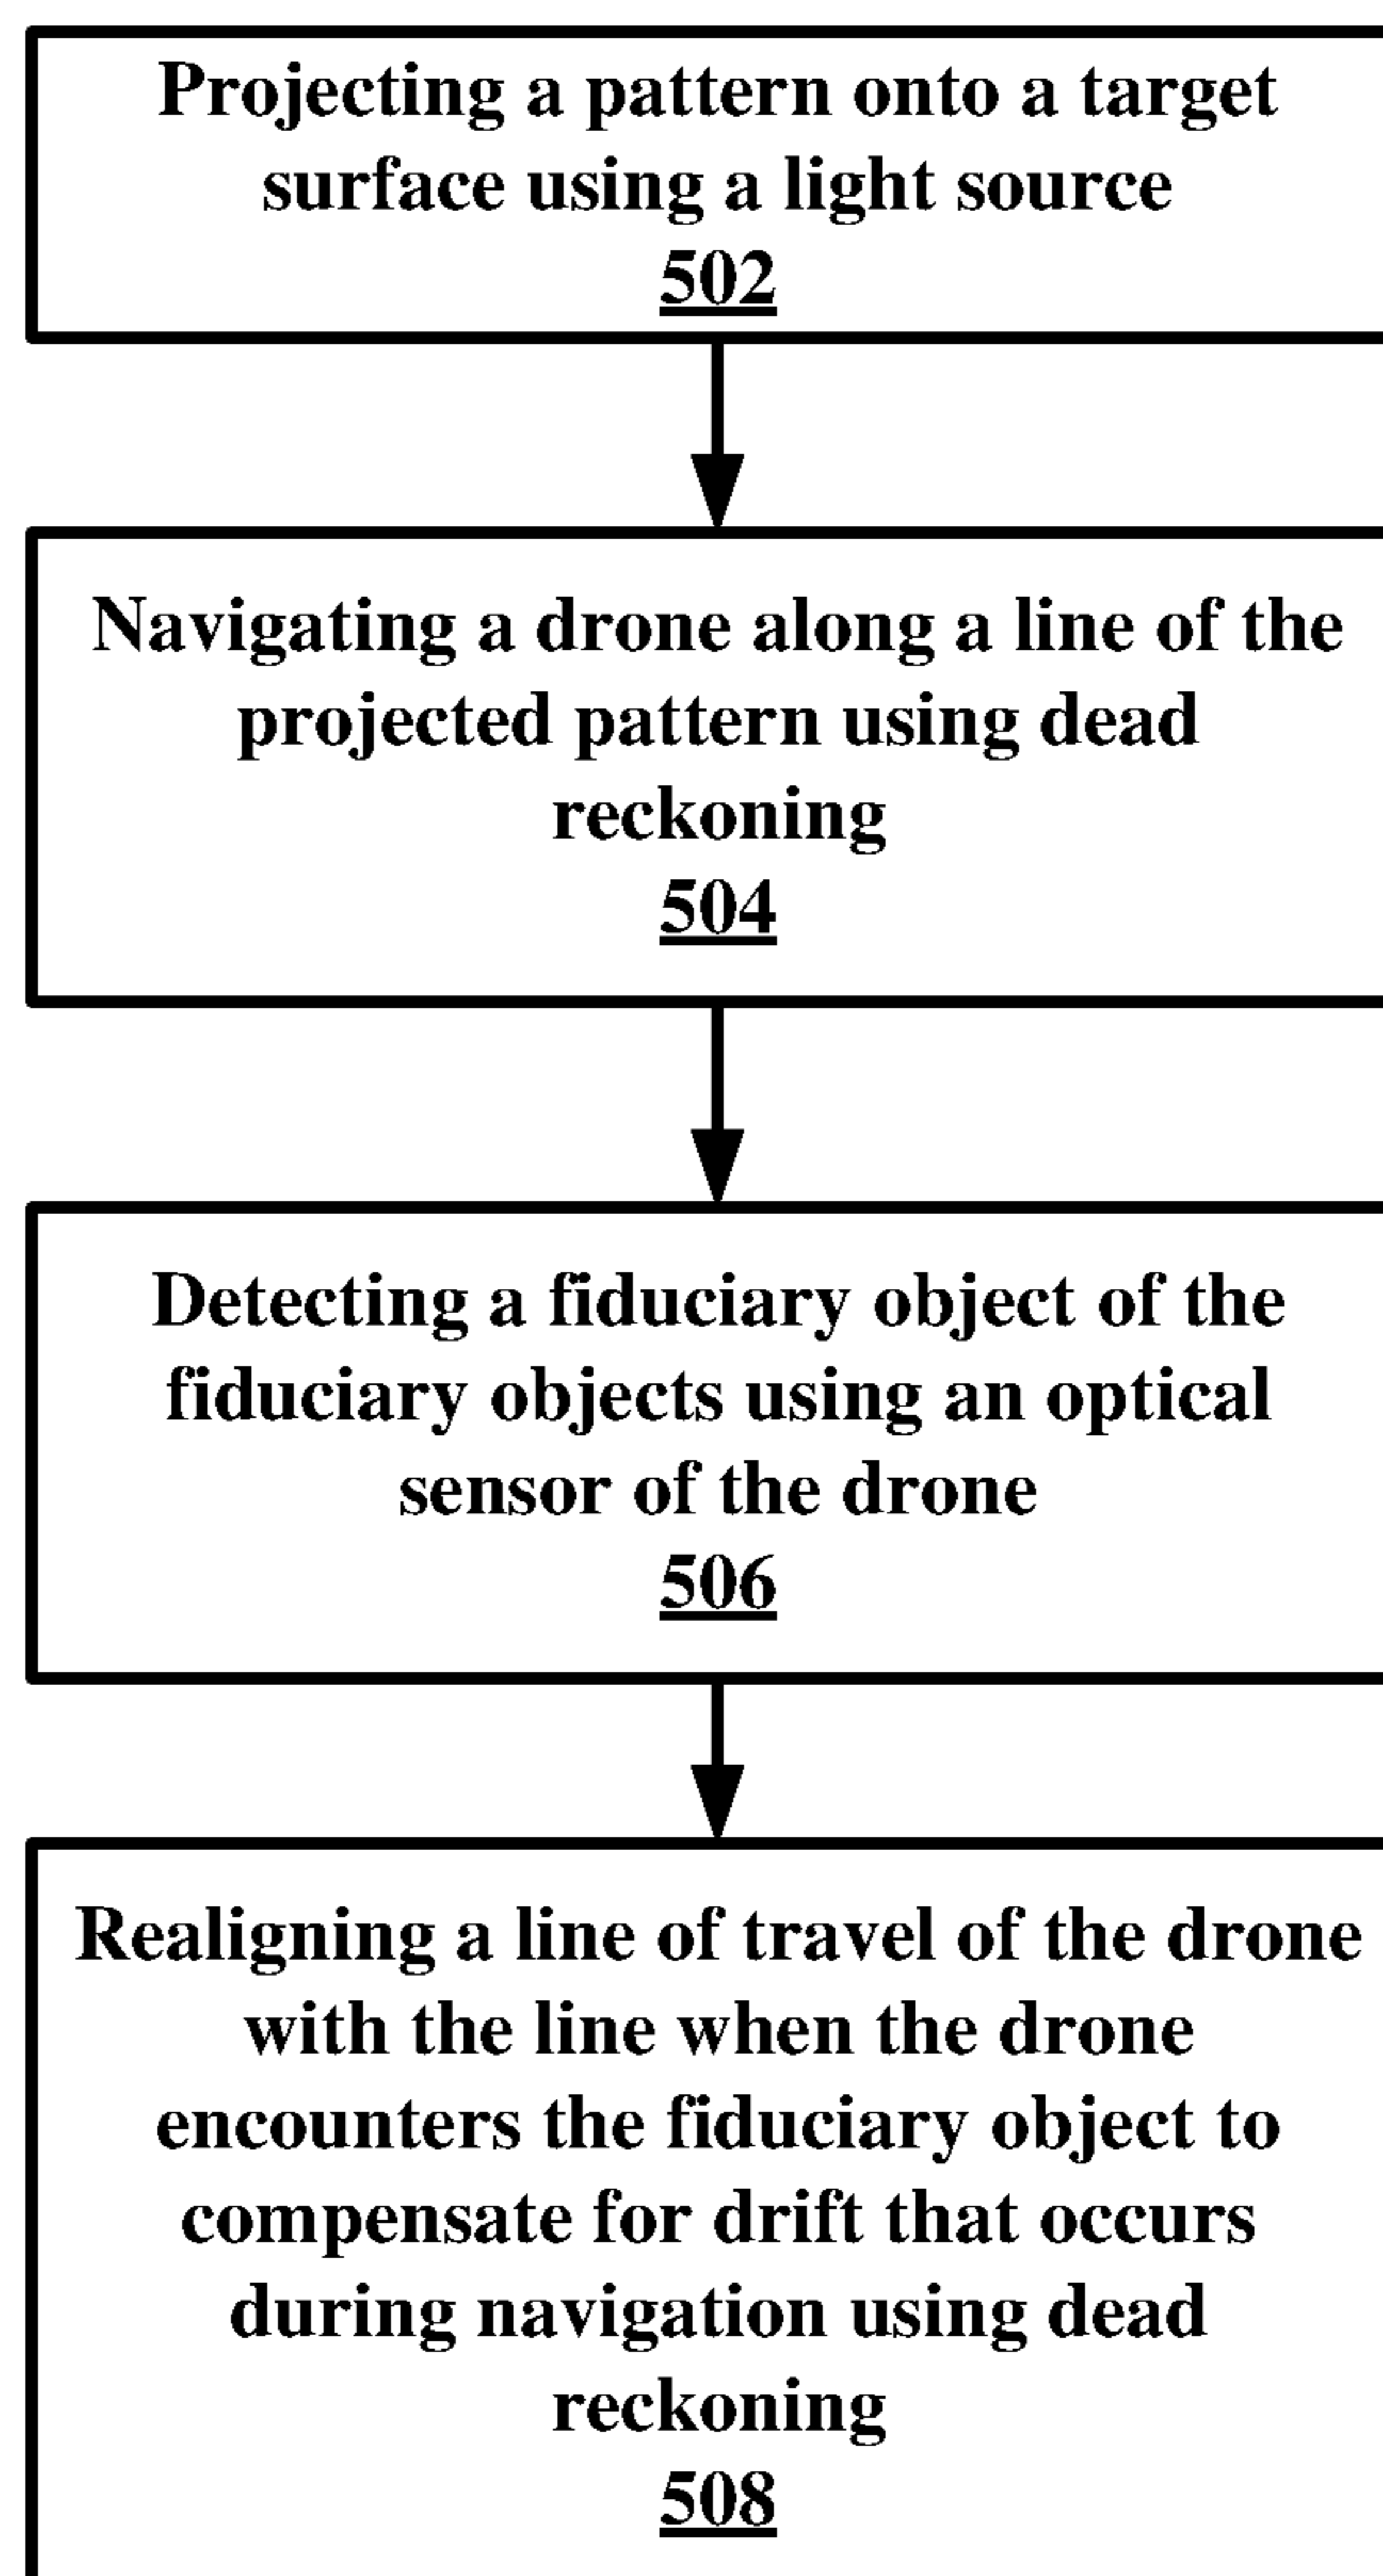 Projecting a pattern onto a target
surface using a light source
502
Navigating a drone along a line of the
projected pattern using dead
reckoning
504
Detecting a fiduciary object of the
fiduciary objects using an optical
sensor of the drone
506
Realigning a line of travel of the drone
with the line when the drone
encounters the fiduciary object to
compensate for drift that occurs
during navigation using dead
reckoning
508